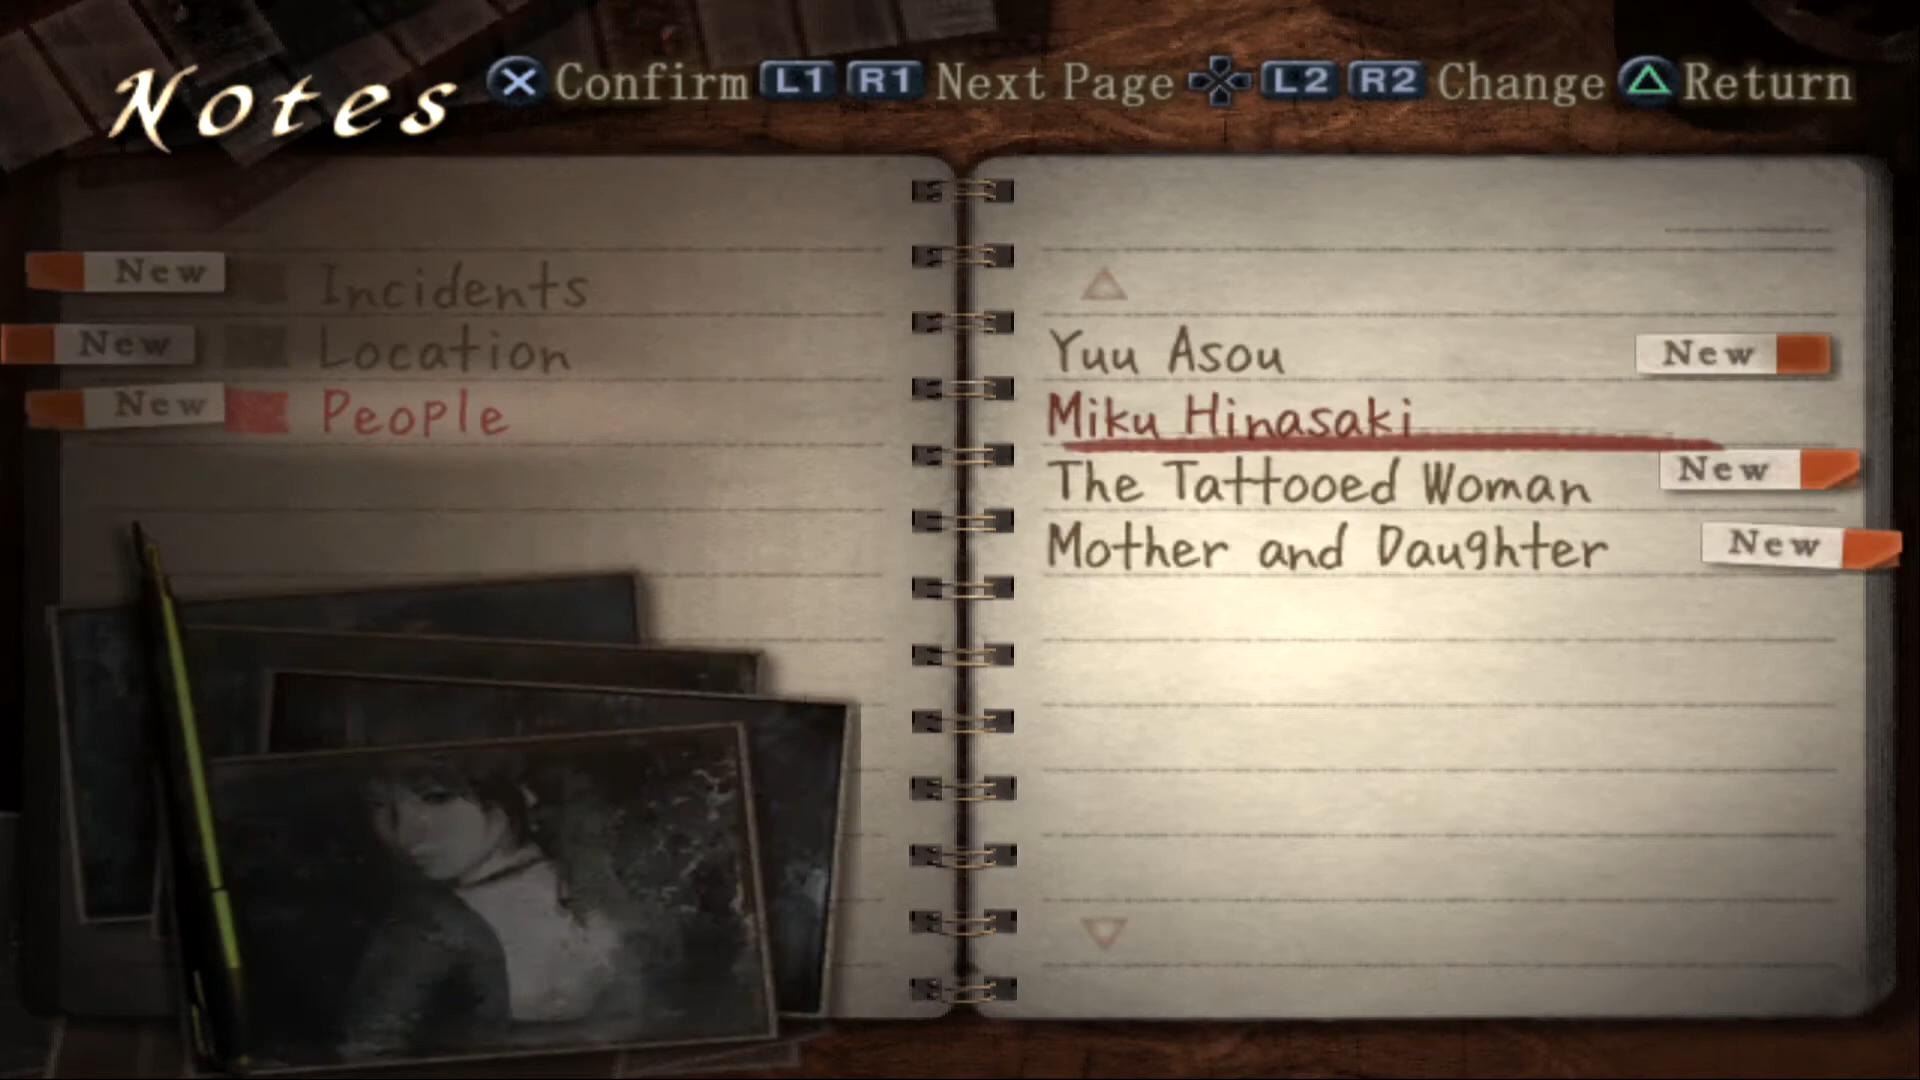 Notes Confirm L1 R1 Next Page L2 R2 Change Return
New Incidents
New Location
New People
Yuu Asou New
Miku Hinasaki
The Tattooed Woman New
Mother and Daughter New